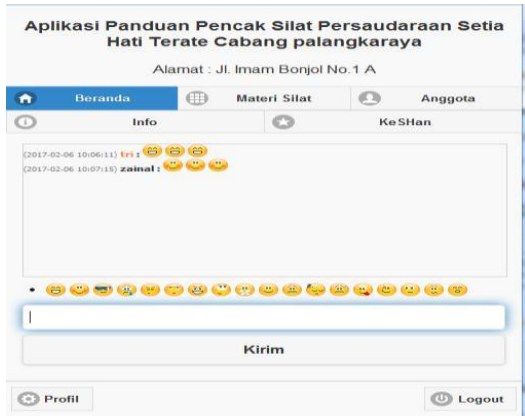 Aplikasi Panduan Pencak Silat Persaudaraan Setia
Hati Terate Cabang palangkaraya
Alamat : Jl. Imam Bonjol No.1 A
Beranda Materi Silat Anggota
Info KeSHan
(2017-02-06 10:06:11) tri :
(2017-02-06 10:07:15) zainal :
Kirim
Profil Logout